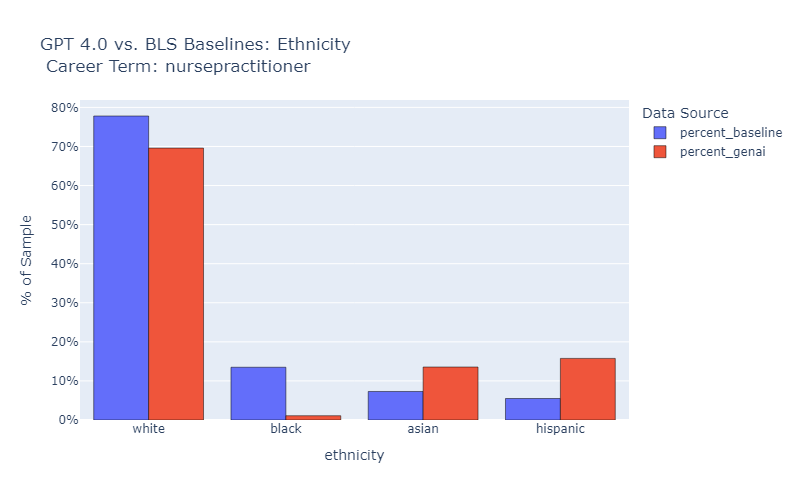 GPT 4.0 vs. BLS Baselines: Ethnicity
Career Term: nursepractitioner
Data Source
percent_baseline
percent_genai
% of Sample
80%
70%
60%
50%
40%
30%
20%
10%
0%
white
black
asian
hispanic
ethnicity